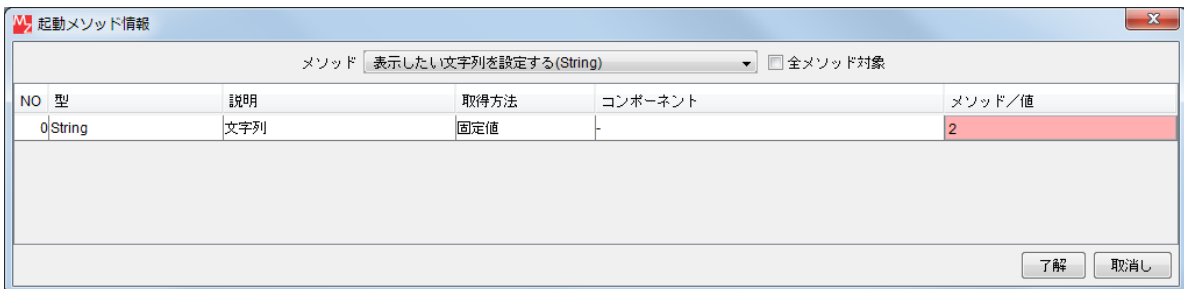 起動メソッド情報
メソッド 表示したい文字列を設定する(String) 全メソッド対象
NO 型 説明 取得方法 コンポーネント メソッド／値
0 String 文字列 固定値 - 2
了解 取消し